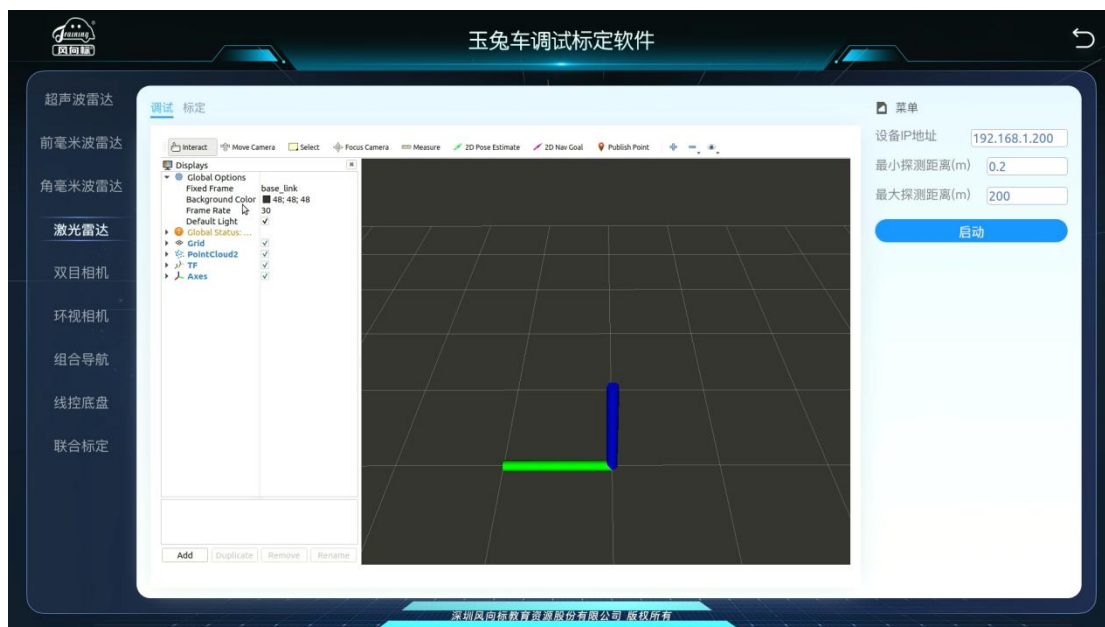 FXINING
风向标
玉兔车调试标定软件
超声波雷达
前毫米波雷达
角毫米波雷达
激光雷达
双目相机
环视相机
组合导航
线控底盘
联合标定
调试 标定
Interact Move Camera Select Focus Camera Measure 2D Pose Estimate 2D Nav Goal Publish Point
Displays
Global Options
Fixed Frame base_link
Background Color 48; 48; 48
Frame Rate 30
Default Light ✓
Global Status: ...
Grid ✓
PointCloud2 ✓
TF ✓
Axes ✓
Add Duplicate Remove Rename
菜单
设备IP地址 192.168.1.200
最小探测距离(m) 0.2
最大探测距离(m) 200
启动
深圳风向标教育资源股份有限公司 版权所有